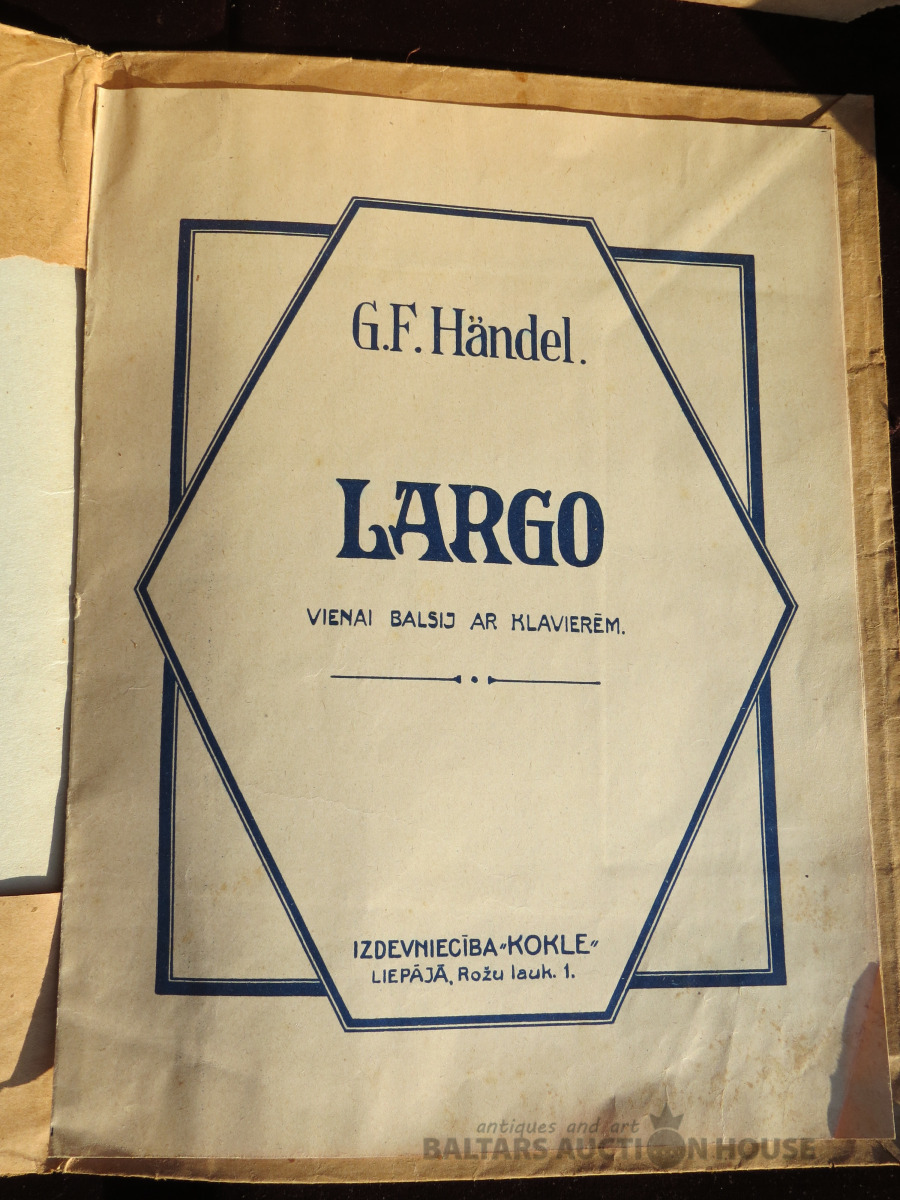 G.F. Händel.
LARGO
VIENAI BALSIJ AR KLAVIERĒM.
IZDEVNIECĪBA „KOKLE“
LIEPĀJĀ, Rožu lauk. 1.
antiques and art
BALTARS AUCTION HOUSE